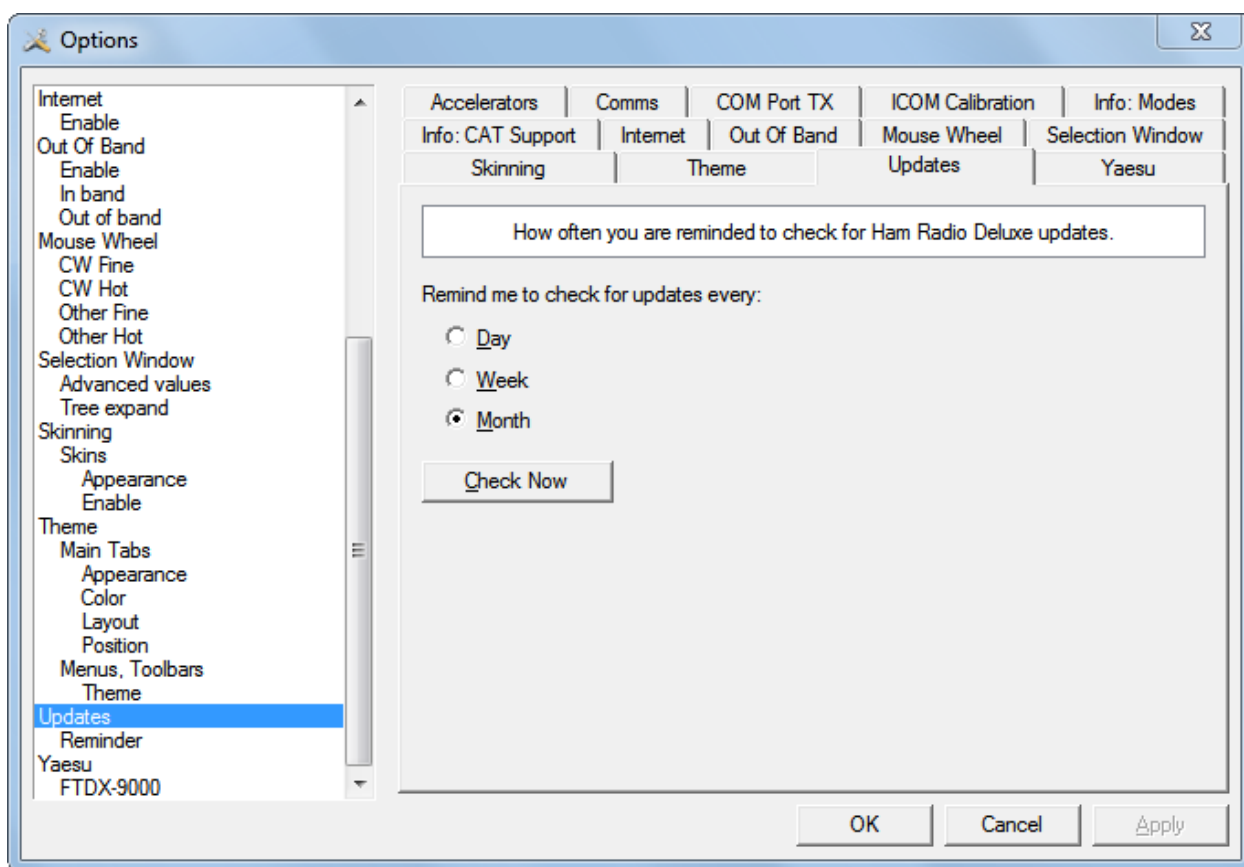 Options
Internet
Enable
Out Of Band
Enable
In band
Out of band
Mouse Wheel
CW Fine
CW Hot
Other Fine
Other Hot
Selection Window
Advanced values
Tree expand
Skinning
Skins
Appearance
Enable
Theme
Main Tabs
Appearance
Color
Layout
Position
Menus, Toolbars
Theme
Updates
Reminder
Yaesu
FTDX-9000
Accelerators Comms COM Port TX ICOM Calibration Info: Modes
Info: CAT Support Internet Out Of Band Mouse Wheel Selection Window
Skinning Theme Updates Yaesu
How often you are reminded to check for Ham Radio Deluxe updates.
Remind me to check for updates every:
Day
Week
Month
Check Now
OK Cancel Apply